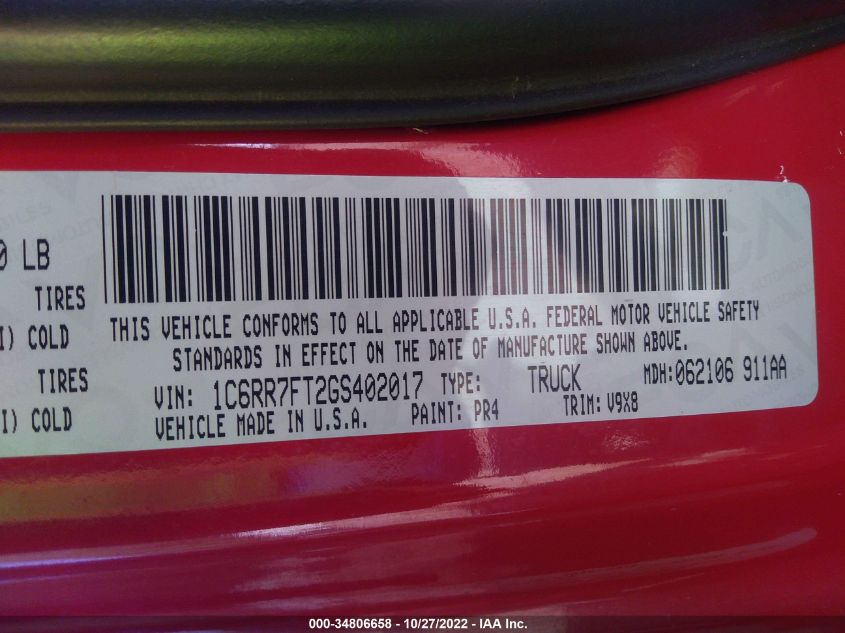 0 LB
TIRES
I) COLD
TIRES
I) COLD
THIS VEHICLE CONFORMS TO ALL APPLICABLE U.S.A. FEDERAL MOTOR VEHICLE SAFETY
STANDARDS IN EFFECT ON THE DATE OF MANUFACTURE SHOWN ABOVE.
VIN: 1C6RR7FT2GS402017 TYPE: TRUCK MDH:062106 911AA
VEHICLE MADE IN U.S.A. PAINT: PR4 TRIM: V9X8
000-34806658 - 10/27/2022 - IAA Inc.